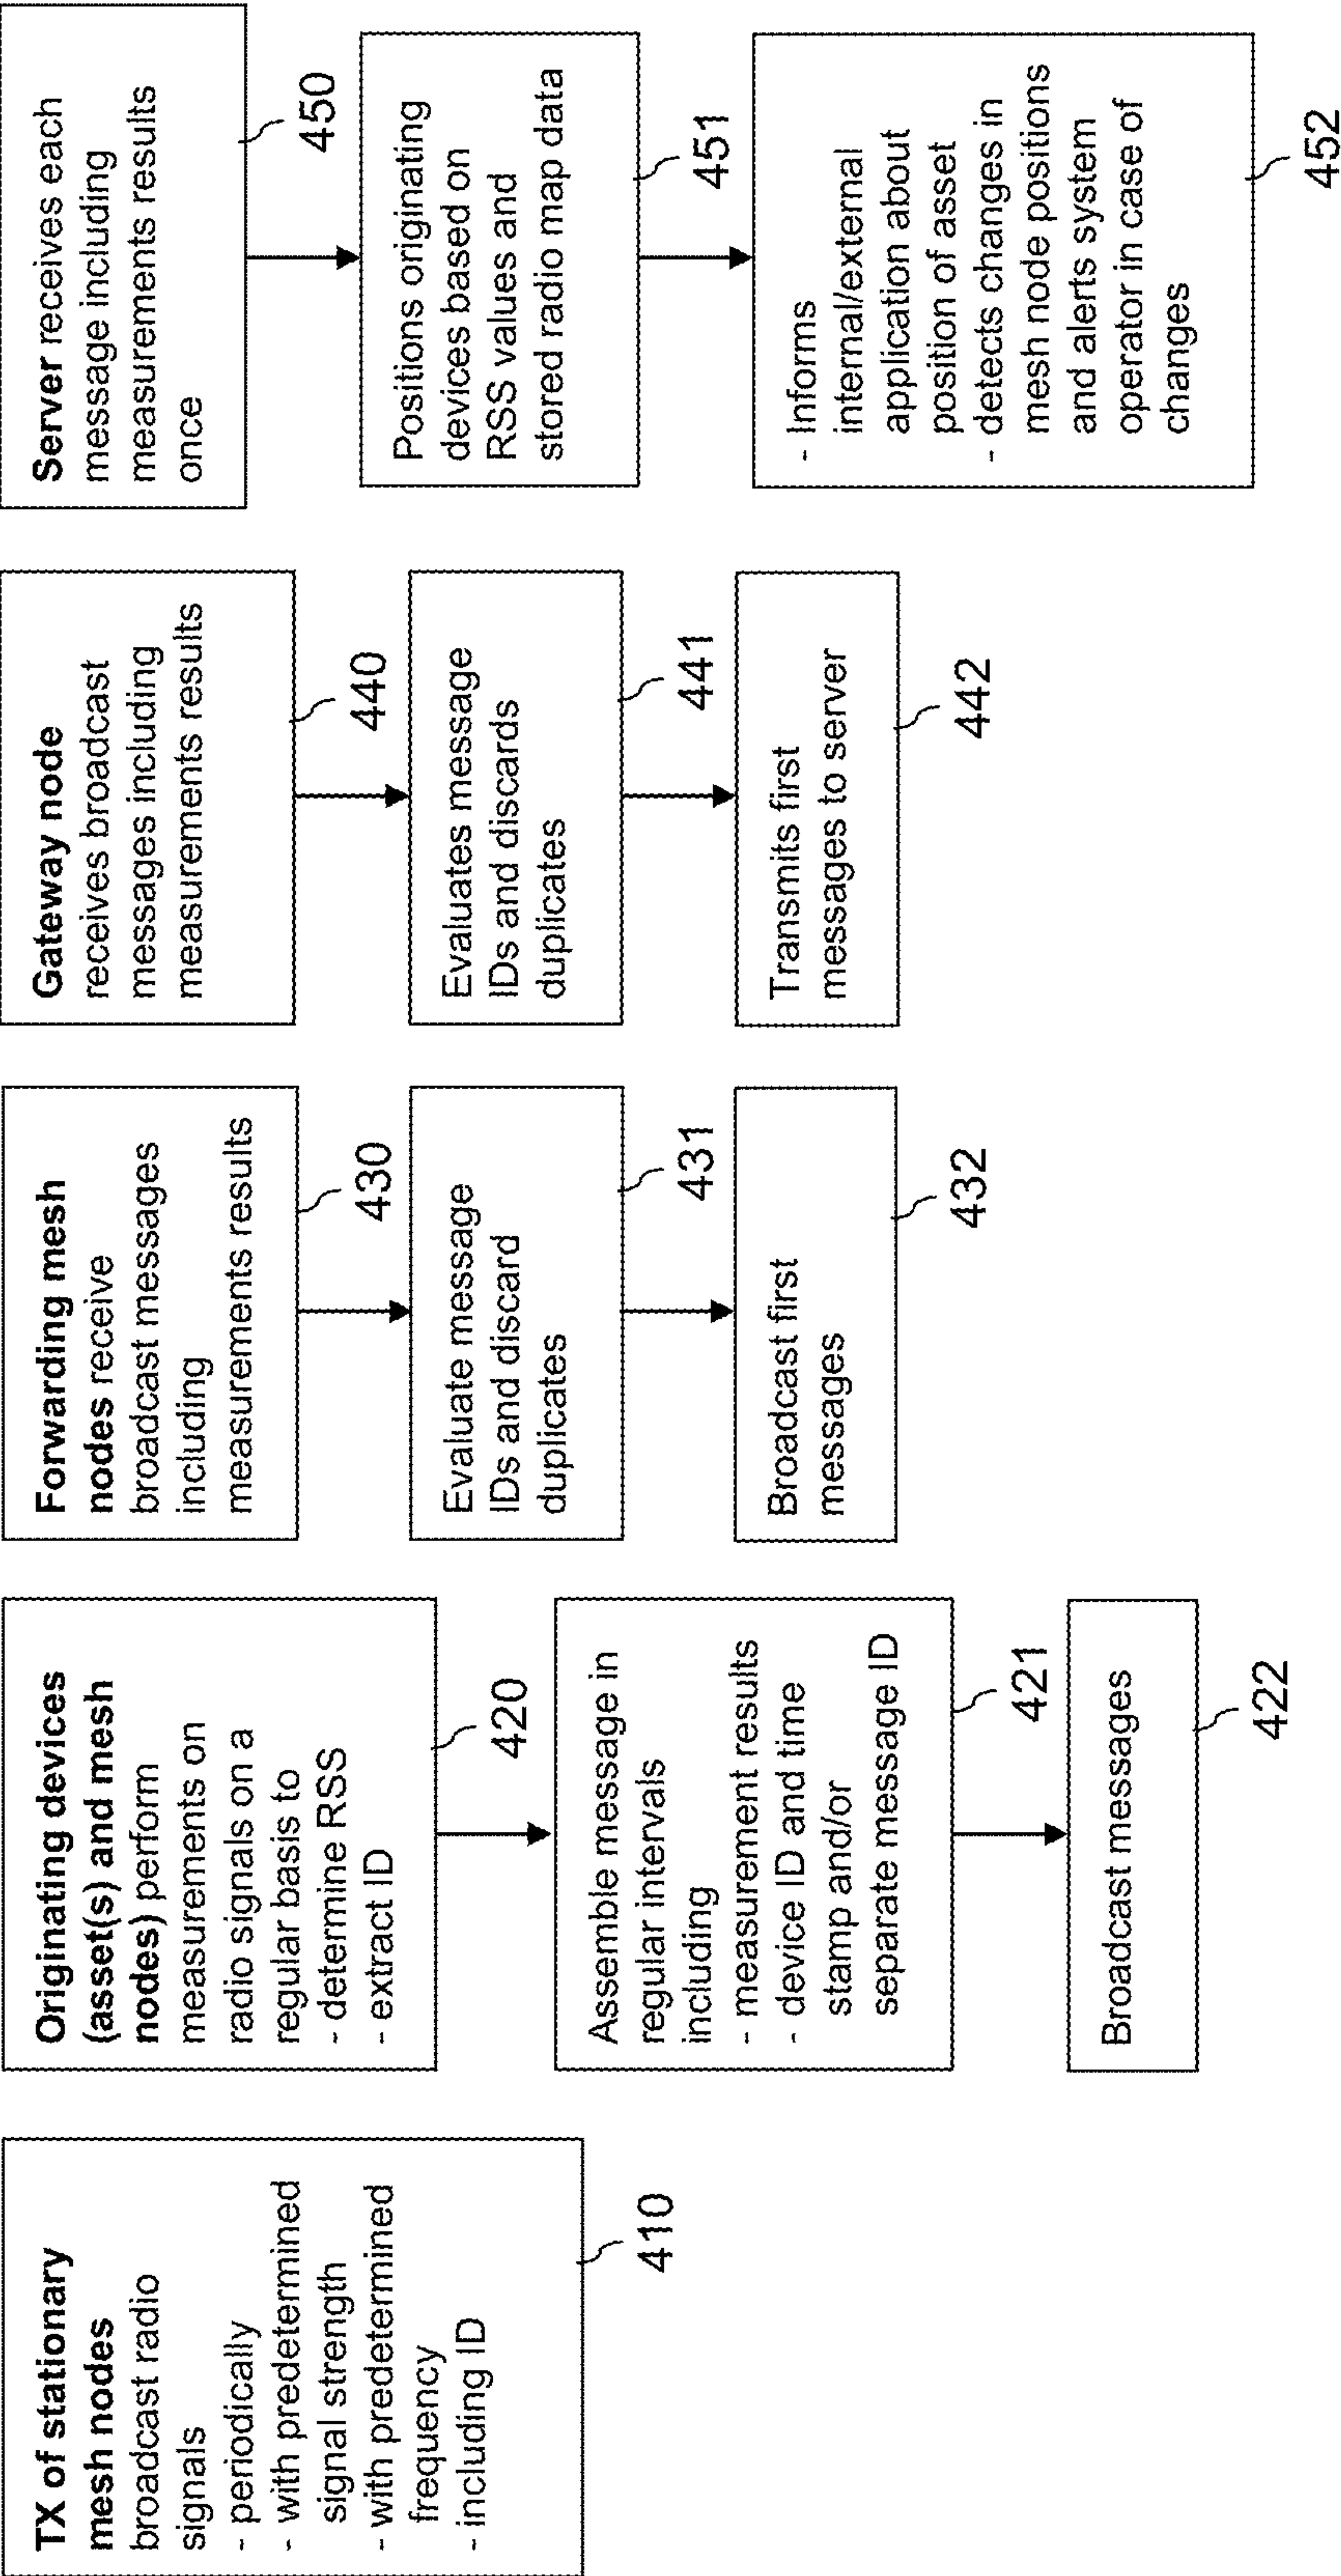 TX of stationary
mesh nodes
broadcast radio
signals
- periodically
- with predetermined
signal strength
- with predetermined
frequency
- including ID
410
Originating devices
(asset(s) and mesh
nodes) perform
measurements on
radio signals on a
regular basis to
- determine RSS
- extract ID
420
Assemble message in
regular intervals
including
- measurement results
- device ID and time
stamp and/or
separate message ID
421
Broadcast messages
422
Forwarding mesh
nodes receive
broadcast messages
including
measurements results
430
Evaluate message
IDs and discard
duplicates
431
Broadcast first
messages
432
Gateway node
receives broadcast
messages including
measurements results
440
Evaluates message
IDs and discards
duplicates
441
Transmits first
messages to server
442
Server receives each
message including
measurements results
once
450
Positions originating
devices based on
RSS values and
stored radio map data
451
- Informs
internal/external
application about
position of asset
- detects changes in
mesh node positions
and alerts system
operator in case of
changes
452